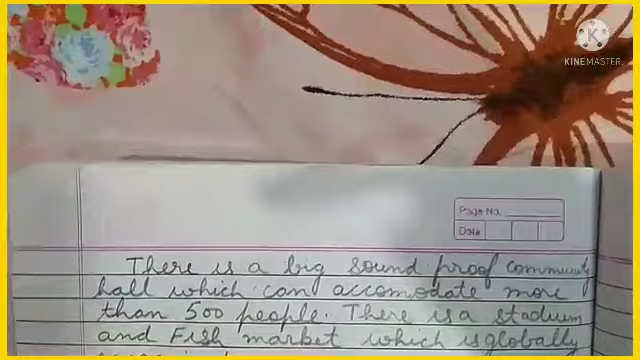 KINEMASTER
Page No.
Date
There is a big sound proof community
hall which can accomodate more
than 500 people. There is a stadium
and Fish market which is globally